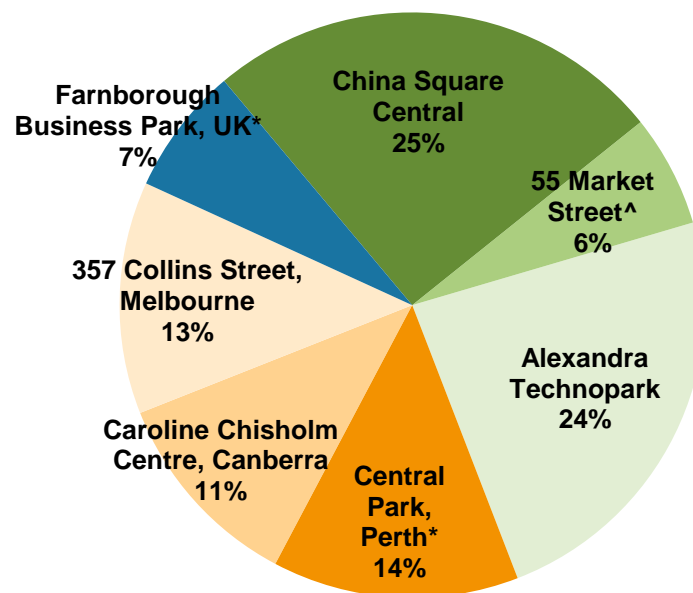 China Square
Central
25%
55 Market
Street^
6%
Alexandra
Technopark
24%
Central
Park,
Perth*
14%
Caroline Chisholm
Centre, Canberra
11%
357 Collins Street,
Melbourne
13%
Farnborough
Business Park, UK*
7%